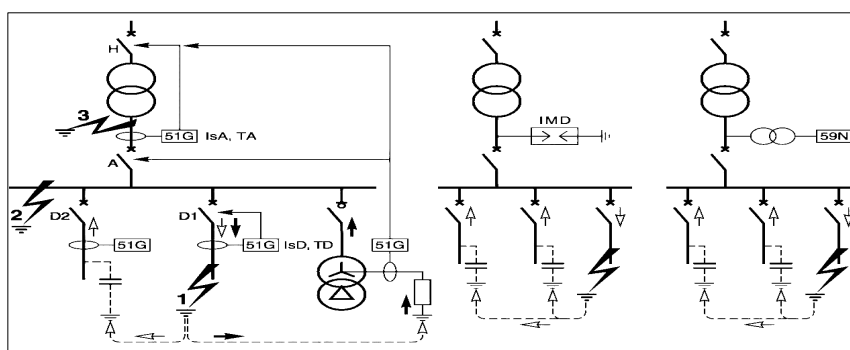 H
3
51G IsA, TA
A
2
D2
D1
51G
51G IsD, TD
51G
1
IMD
59N